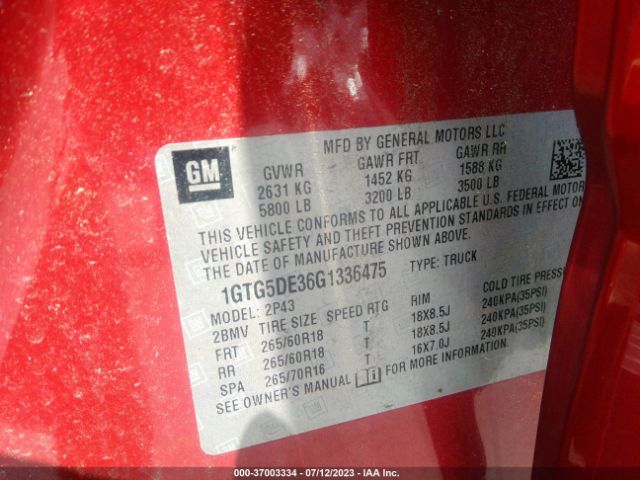 MFD BY GENERAL MOTORS LLC
GM
GVWR GAWR FRT GAWR RR
2631 KG 1452 KG 1588 KG
5800 LB 3200 LB 3500 LB
THIS VEHICLE CONFORMS TO ALL APPLICABLE U.S. FEDERAL MOTOR
VEHICLE SAFETY AND THEFT PREVENTION STANDARDS IN EFFECT ON
THE DATE OF MANUFACTURE SHOWN ABOVE.
1GTG5DE36G1336475 TYPE: TRUCK
MODEL: 2P43
2BMV TIRE SIZE SPEED RTG RIM COLD TIRE PRESS
FRT 265/60R18 T 18X8.5J 240KPA(35PSI)
RR 265/60R18 T 18X8.5J 240KPA(35PSI)
SPA 265/70R16 T 16X7.0J 240KPA(35PSI)
SEE OWNER'S MANUAL FOR MORE INFORMATION.
000-37003334 - 07/12/2023 - IAA Inc.